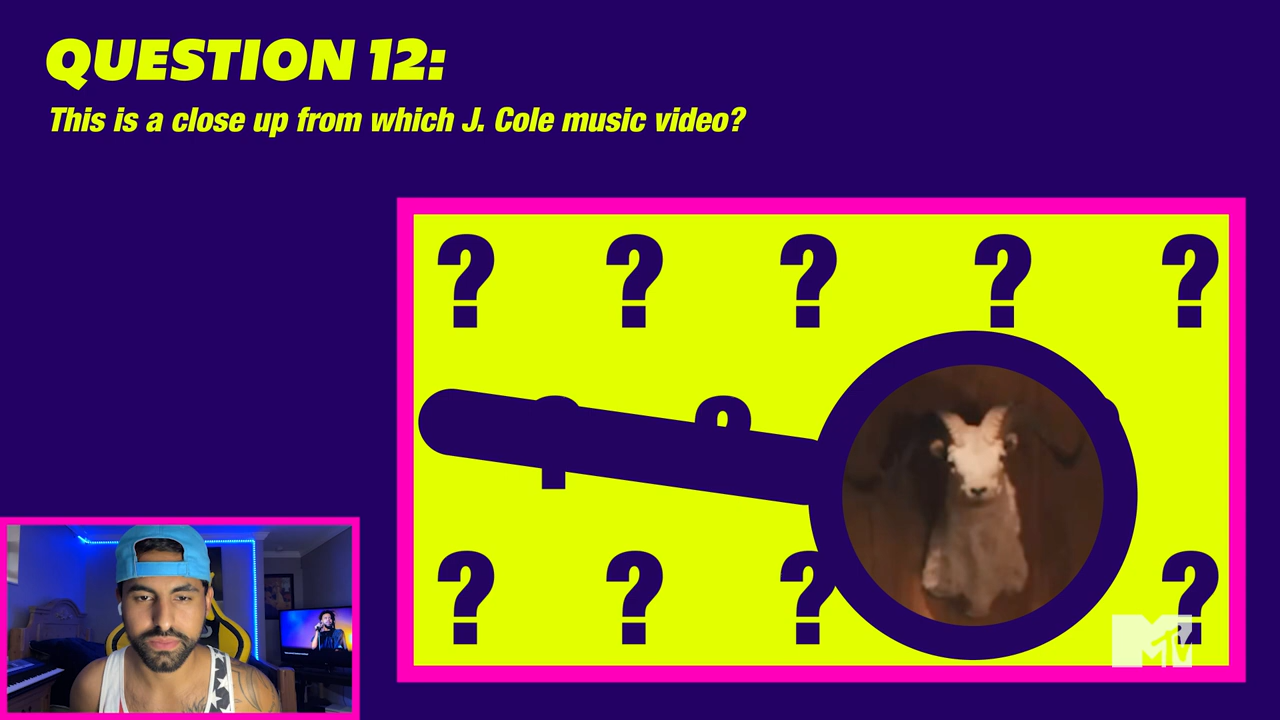 QUESTION 12:
This is a close up from which J. Cole music video?
? ? ? ? ?
? ? ? ?
MTV